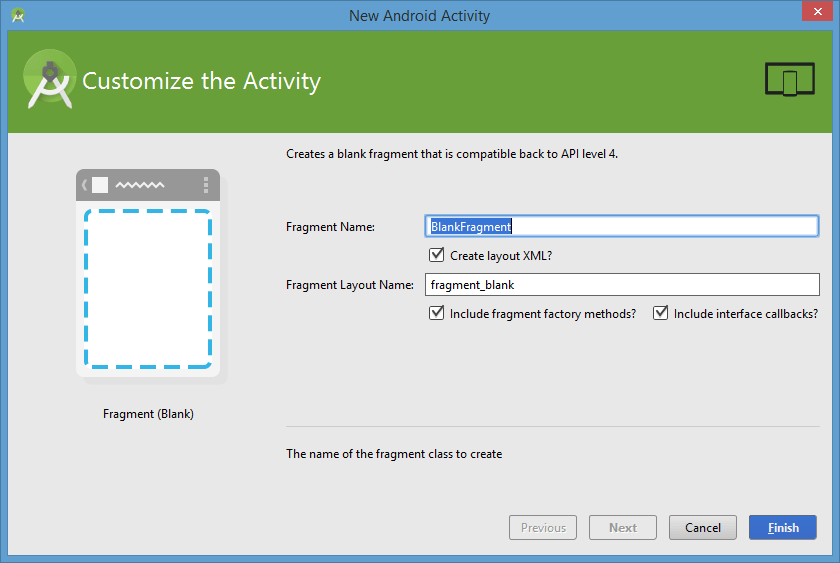 New Android Activity
Customize the Activity
Creates a blank fragment that is compatible back to API level 4.
Fragment Name:
BlankFragment
Create layout XML?
Fragment Layout Name:
fragment_blank
Include fragment factory methods?
Include interface callbacks?
Fragment (Blank)
The name of the fragment class to create
Previous
Next
Cancel
Finish